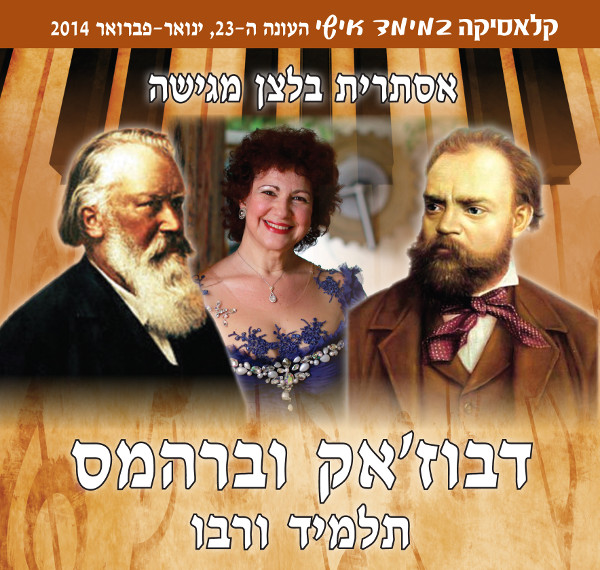 קלאסיקה במימד אישי העונה ה-23, ינואר-פברואר 2014
אסתרית בלצן מגישה
דבוז'אק וברהמס
תלמיד ורבו